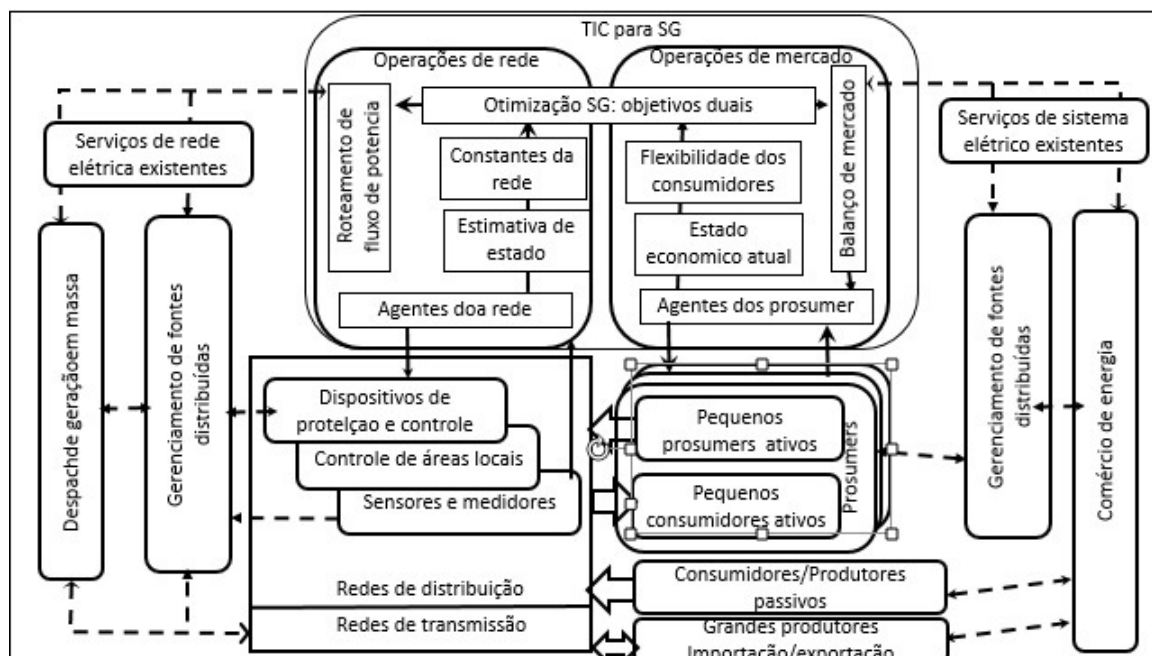 TIC para SG
Operações de rede
Operações de mercado
Otimização SG: objetivos duais
Roteamento de
fluxo de potencia
Constantes da
rede
Estimativa de
estado
Agentes doa rede
Flexibilidade dos
consumidores
Estado
economico atual
Balanço de mercado
Agentes dos prosumer
Serviços de rede
elétrica existentes
Serviços de sistema
elétrico existentes
Despachde geraçãoem massa
Gerenciamento de fontes
distribuídas
Dispositivos de
protelçao e controle
Controle de áreas locais
Sensores e medidores
Redes de distribuição
Redes de transmissão
Pequenos
prosumers ativos
Pequenos
consumidores ativos
Prosumers
Consumidores/Produtores
passivos
Grandes produtores
Importação/exportação
Gerenciamento de fontes
distribuídas
Comércio de energia